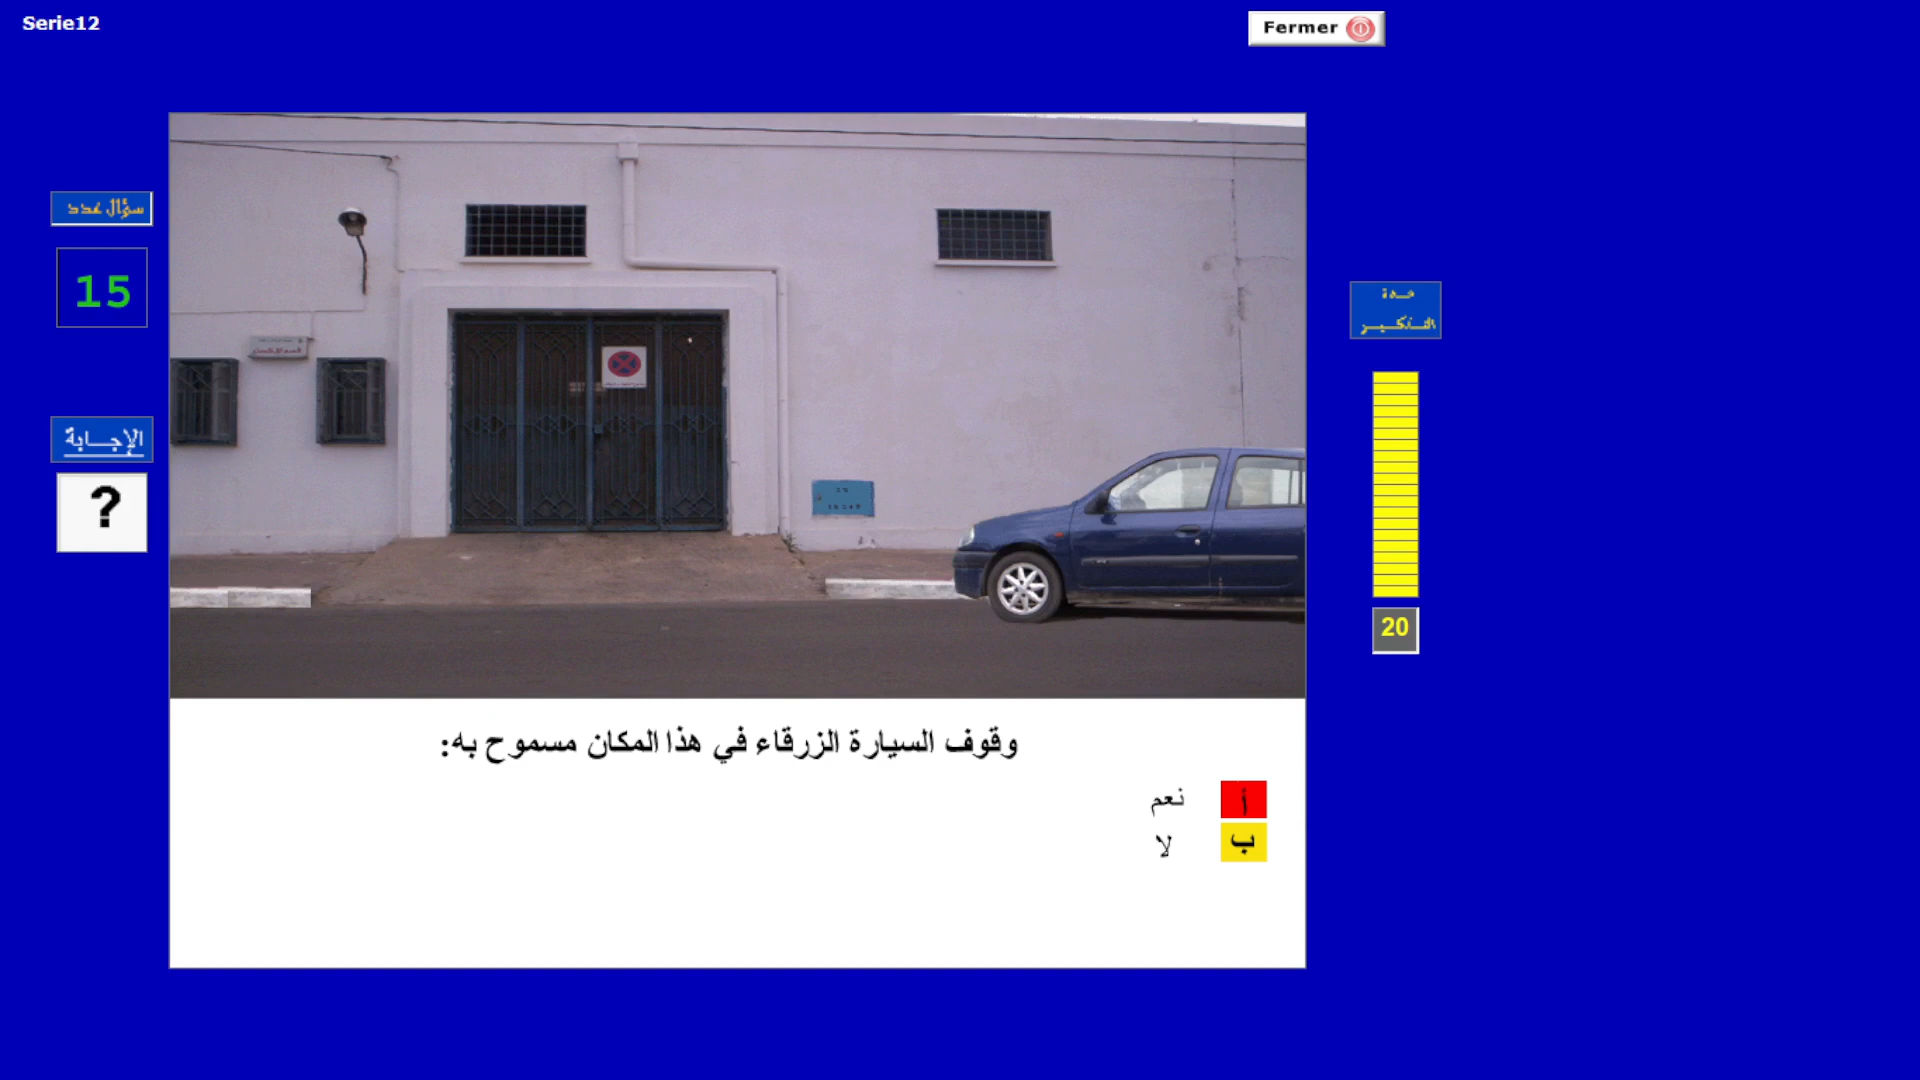 Serie12
Fermer
سؤال عدد
15
مدة
التفكير
الإجابة
?
20
وقوف السيارة الزرقاء في هذا المكان مسموح به:
أ نعم
ب لا